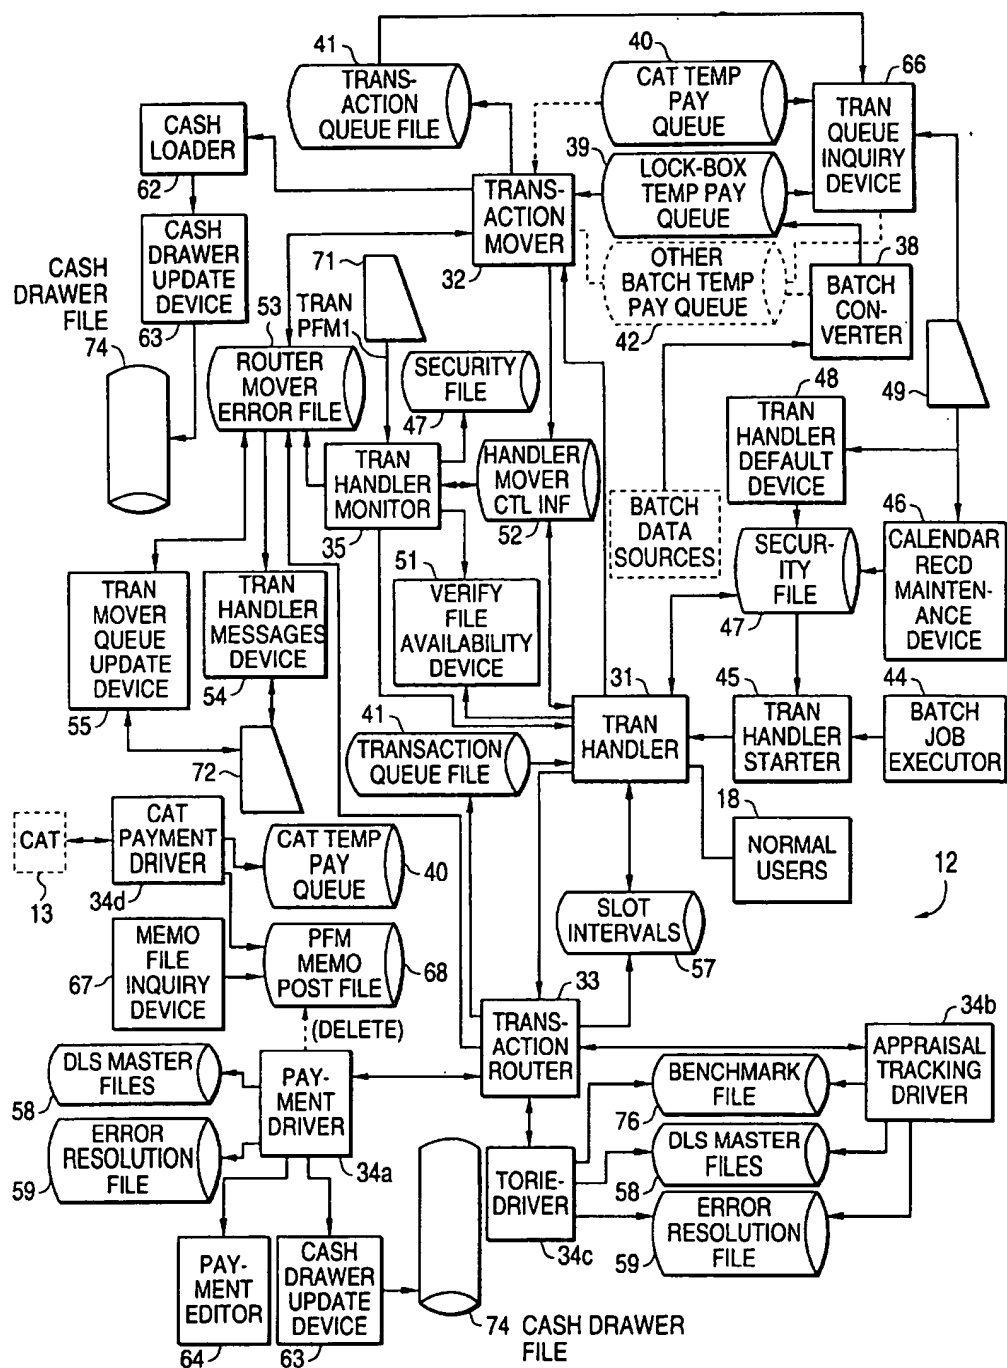 41
TRANS-
ACTION
QUEUE FILE
40
CAT TEMP
PAY
QUEUE
66
TRAN
QUEUE
INQUIRY
DEVICE
CASH
LOADER
62
39
LOCK-BOX
TEMP PAY
QUEUE
TRANS-
ACTION
MOVER
32
CASH
DRAWER
UPDATE
DEVICE
63
CASH
DRAWER
FILE
74
71
TRAN
PFM1
OTHER
BATCH TEMP
PAY QUEUE
42
38
BATCH
CON-
VERTER
53
ROUTER
MOVER
ERROR FILE
SECURITY
FILE
47
48
TRAN
HANDLER
DEFAULT
DEVICE
49
TRAN
HANDLER
MONITOR
35
HANDLER
MOVER
CTL INF
52
BATCH
DATA
SOURCES
SECUR-
ITY
FILE
47
46
CALENDAR
RECD
MAINTEN-
ANCE
DEVICE
TRAN
MOVER
QUEUE
UPDATE
DEVICE
55
TRAN
HANDLER
MESSAGES
DEVICE
54
51
VERIFY
FILE
AVAILABILITY
DEVICE
31
TRAN
HANDLER
45
TRAN
HANDLER
STARTER
44
BATCH
JOB
EXECUTOR
41
TRANSACTION
QUEUE FILE
72
18
NORMAL
USERS
12
CAT
13
CAT
PAYMENT
DRIVER
34d
CAT TEMP
PAY
QUEUE
40
SLOT
INTERVALS
57
MEMO
FILE
INQUIRY
DEVICE
67
PFM
MEMO
POST FILE
68
(DELETE)
33
TRANS-
ACTION
ROUTER
34b
APPRAISAL
TRACKING
DRIVER
DLS MASTER
FILES
58
PAY-
MENT
DRIVER
34a
BENCHMARK
FILE
76
ERROR
RESOLUTION
FILE
59
TORIE-
DRIVER
34c
DLS MASTER
FILES
58
ERROR
RESOLUTION
FILE
59
PAY-
MENT
EDITOR
64
CASH
DRAWER
UPDATE
DEVICE
63
74 CASH DRAWER
FILE